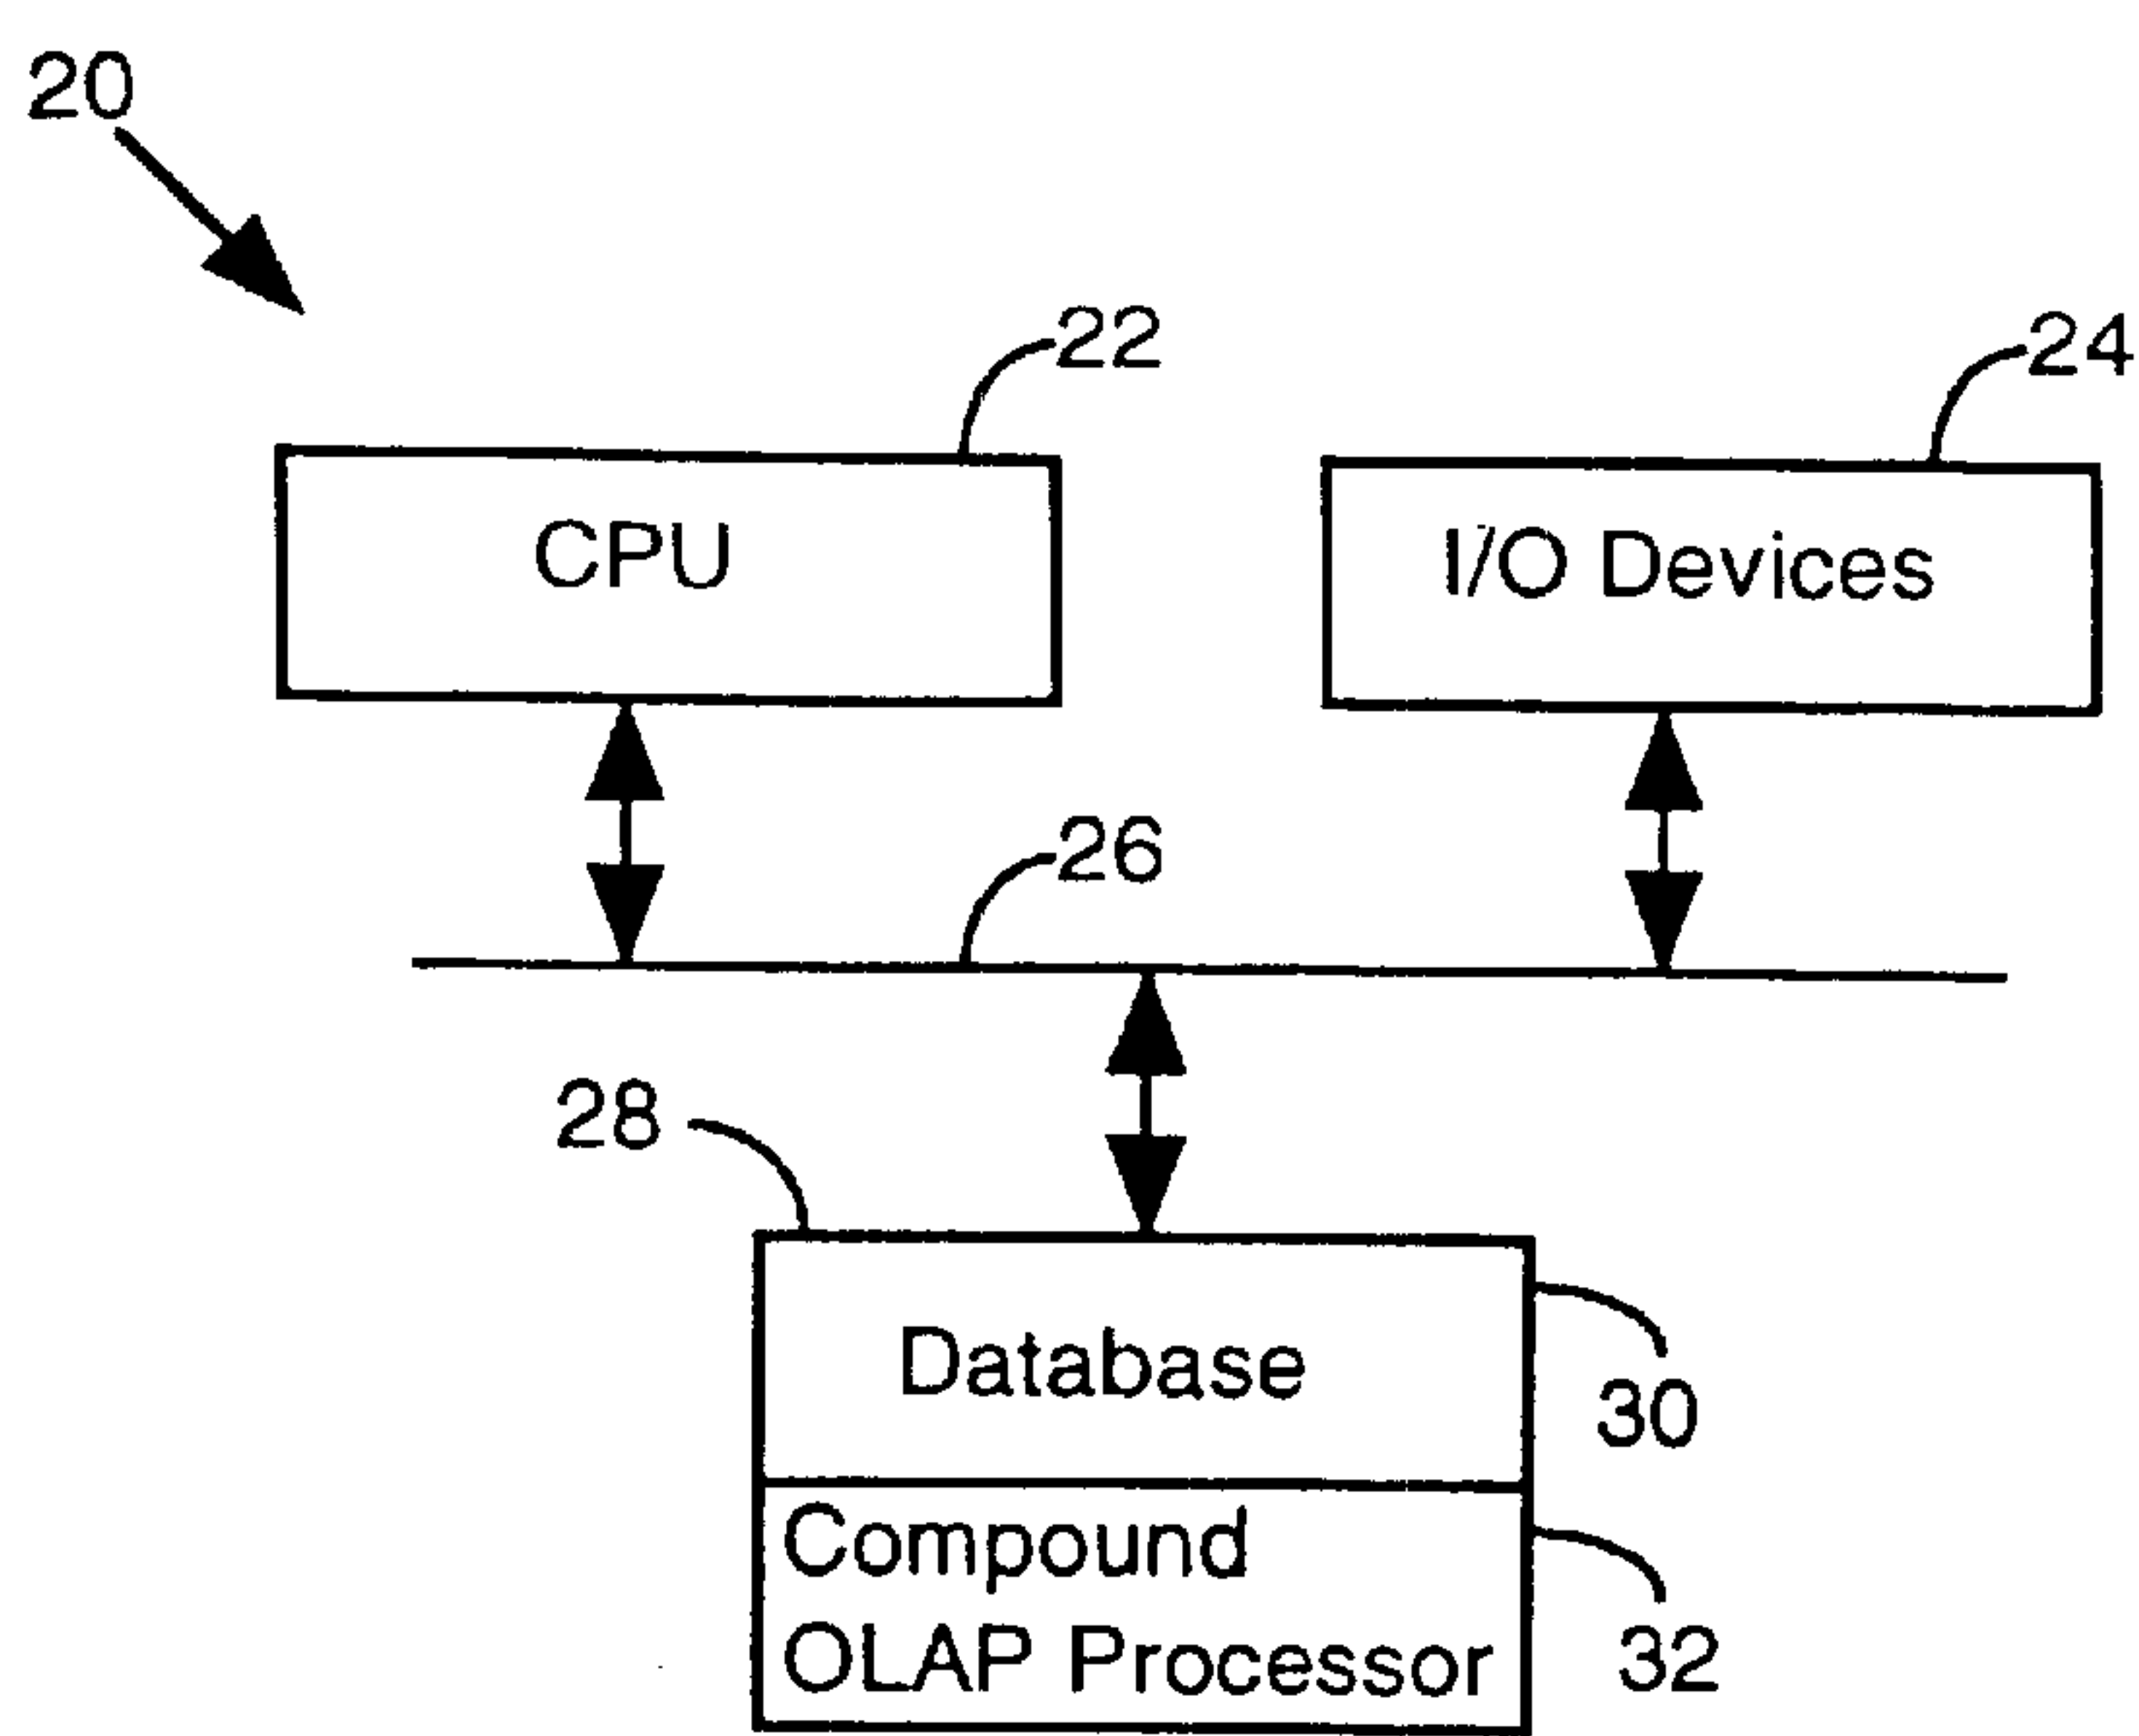 20
22
24
CPU
I/O Devices
26
28
Database
30
Compound
OLAP Processor
32